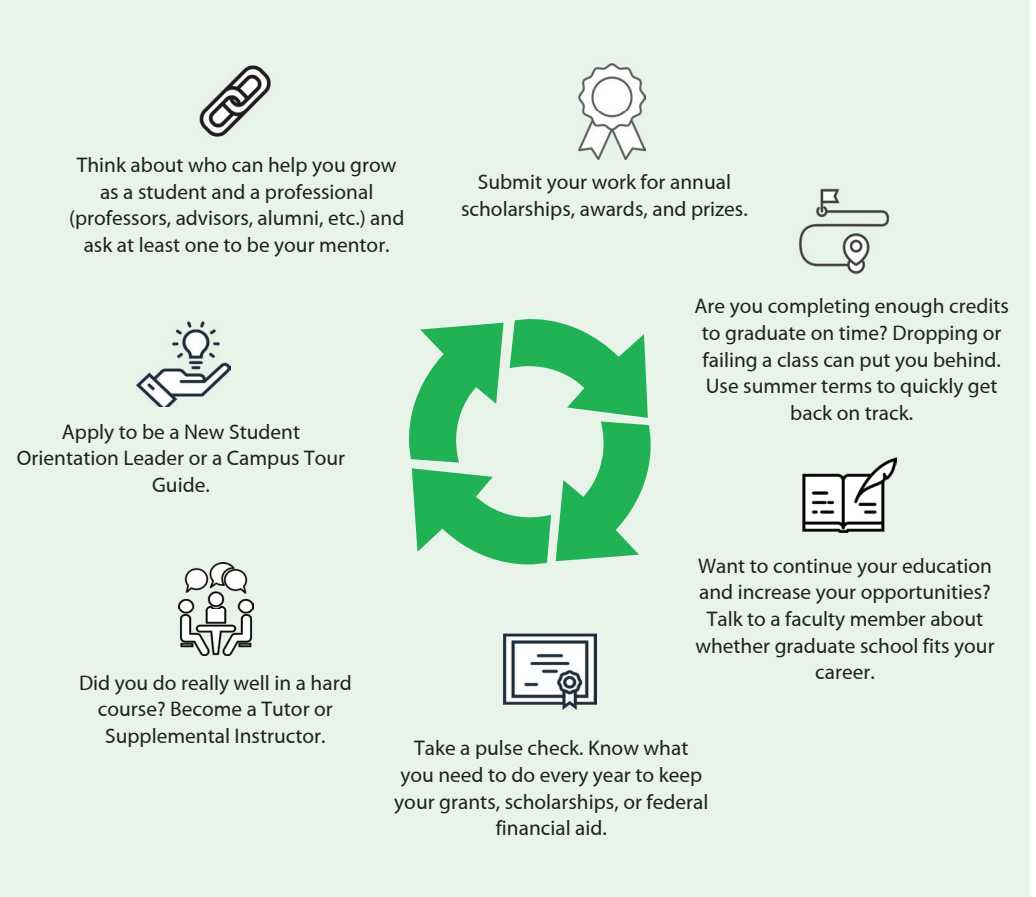 Think about who can help you grow
as a student and a professional
(professors, advisors, alumni, etc.) and
ask at least one to be your mentor.
Submit your work for annual
scholarships, awards, and prizes.
Are you completing enough credits
to graduate on time? Dropping or
failing a class can put you behind.
Use summer terms to quickly get
back on track.
Apply to be a New Student
Orientation Leader or a Campus Tour
Guide.
Want to continue your education
and increase your opportunities?
Talk to a faculty member about
whether graduate school fits your
career.
Did you do really well in a hard
course? Become a Tutor or
Supplemental Instructor.
Take a pulse check. Know what
you need to do every year to keep
your grants, scholarships, or federal
financial aid.